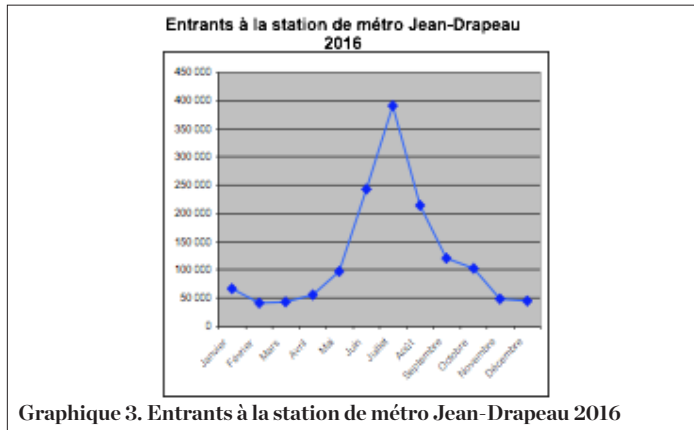 Entrants à la station de métro Jean-Drapeau
2016
450 000
400 000
350 000
300 000
250 000
200 000
150 000
100 000
50 000
0
Janvier
Février
Mars
Avril
Mai
Juin
Juillet
Août
Septembre
Octobre
Novembre
Décembre
Graphique 3. Entrants à la station de métro Jean-Drapeau 2016